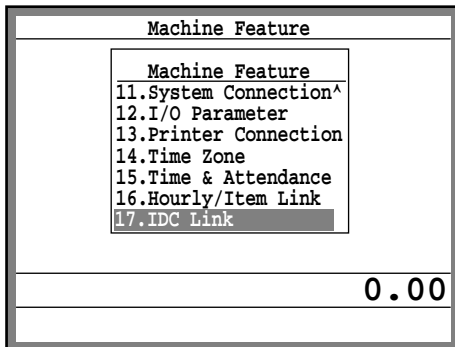 Machine Feature
Machine Feature
11.System Connection^
12.I/O Parameter
13.Printer Connection
14.Time Zone
15.Time & Attendance
16.Hourly/Item Link
17.IDC Link
0.00